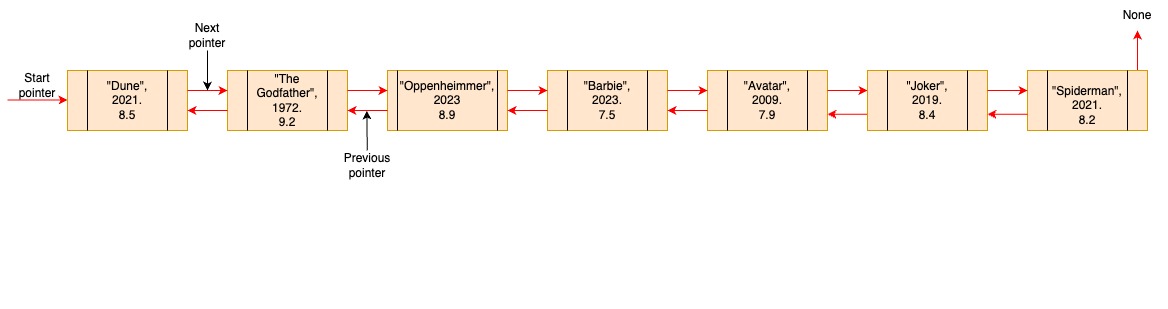 None
Next
pointer
Start
pointer
"Dune",
2021.
8.5
"The
Godfather",
1972.
9.2
"Oppenheimmer",
2023
8.9
"Barbie",
2023.
7.5
"Avatar",
2009.
7.9
"Joker",
2019.
8.4
"Spiderman",
2021.
8.2
Previous
pointer